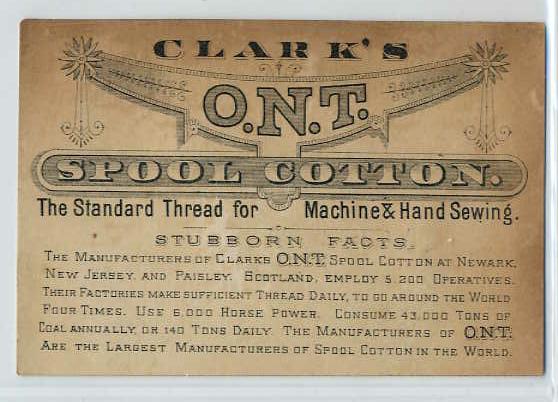 CLARK'S
O.N.T.
SPOOL COTTON.
The Standard Thread for Machine & Hand Sewing.
STUBBORN FACTS.
THE MANUFACTURERS OF CLARKS O.N.T. SPOOL COTTON AT NEWARK,
NEW JERSEY, AND PAISLEY, SCOTLAND, EMPLOY 5,200 OPERATIVES.
THEIR FACTORIES MAKE SUFFICIENT THREAD DAILY, TO GO AROUND THE WORLD
FOUR TIMES. USE 6,000 HORSE POWER. CONSUME 43,000 TONS OF
COAL ANNUALLY, OR 140 TONS DAILY. THE MANUFACTURERS OF O.N.T.
ARE THE LARGEST MANUFACTURERS OF SPOOL COTTON IN THE WORLD.